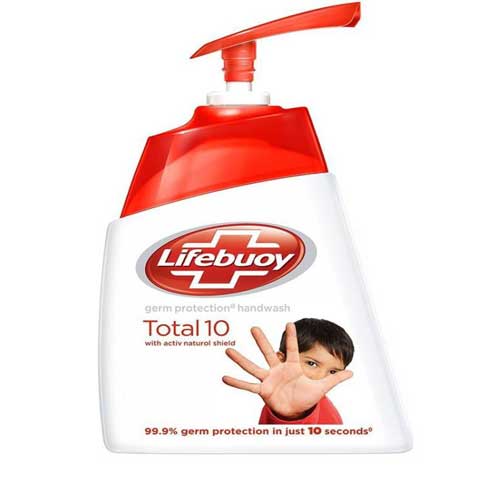 Lifebuoy
germ protection# handwash
Total 10
with activ naturol shield
99.9% germ protection in just 10 seconds◊